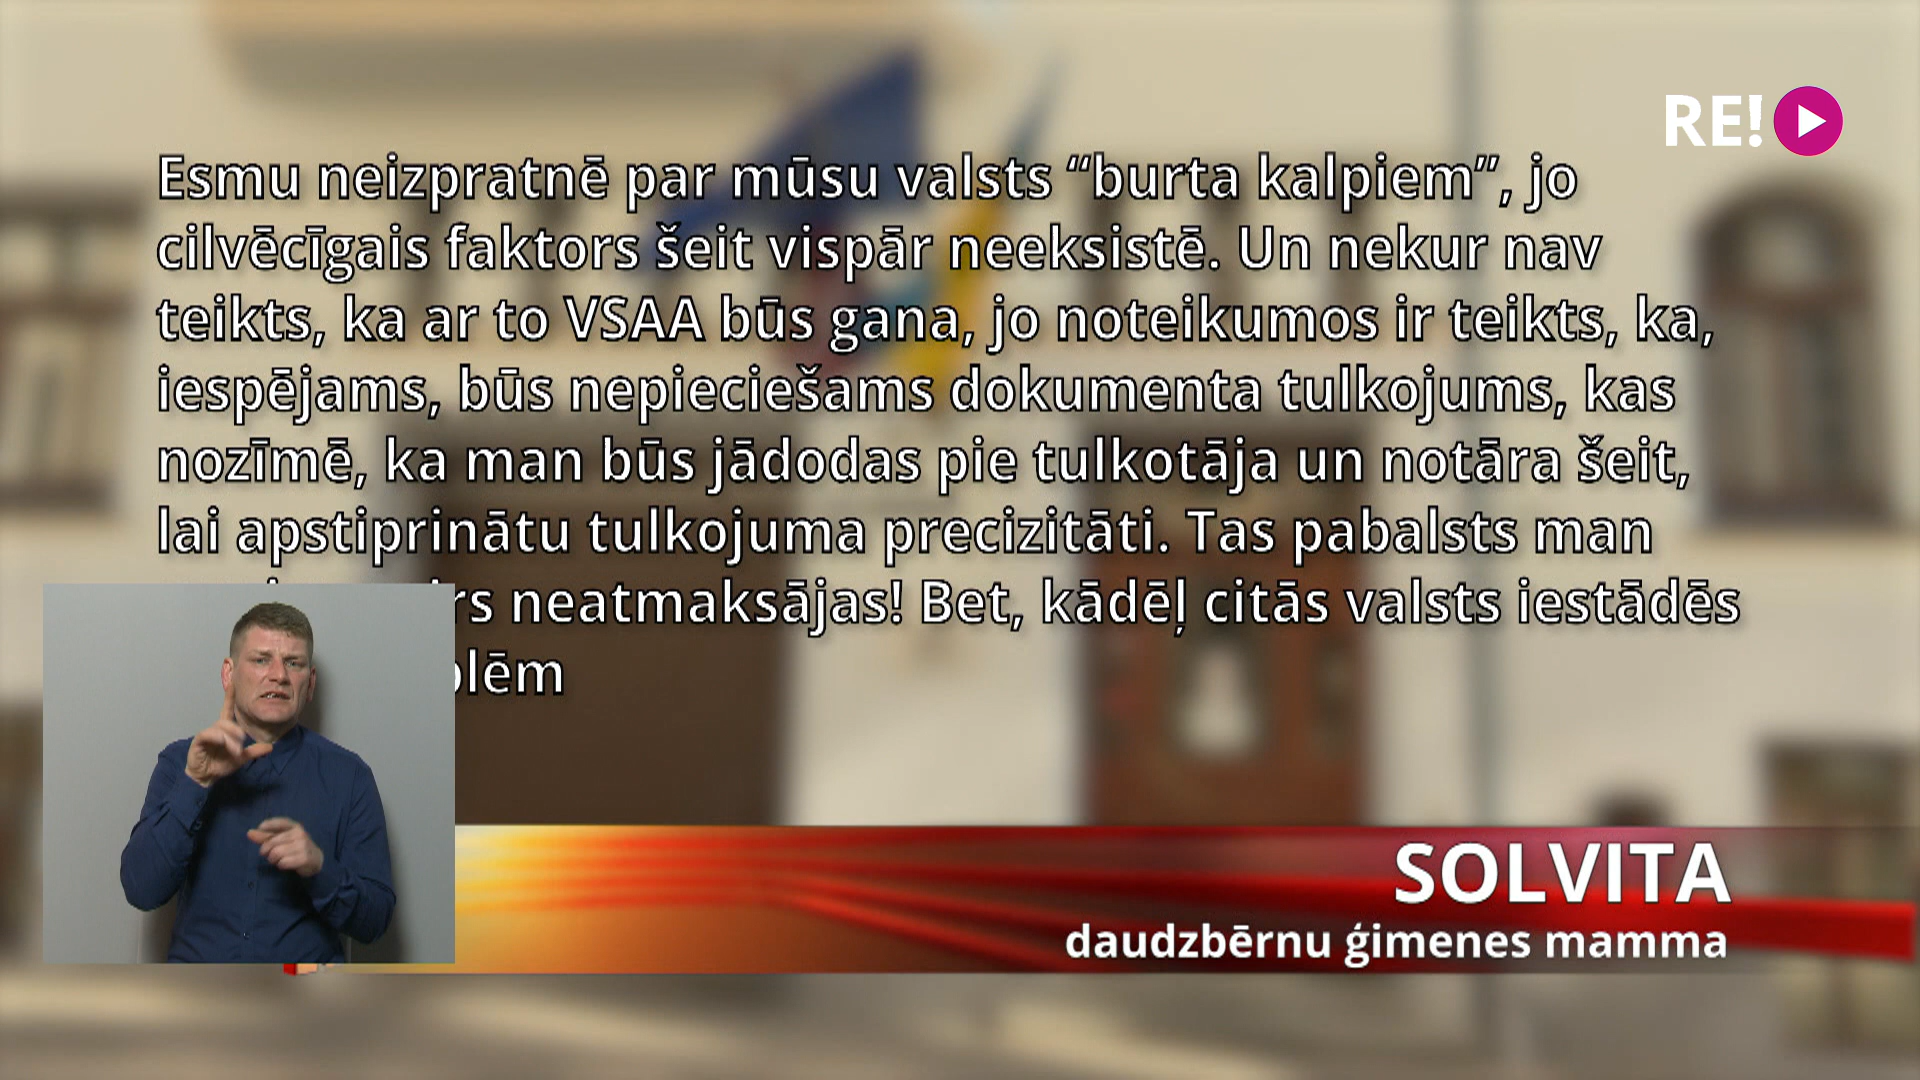 RE!
Esmu neizpratnē par mūsu valsts “burta kalpiem”, jo
cilvēcīgais faktors šeit vispār neeksistē. Un nekur nav
teikts, ka ar to VSAA būs gana, jo noteikumos ir teikts, ka,
iespējams, būs nepieciešams dokumenta tulkojums, kas
nozīmē, ka man būs jādodas pie tulkotāja un notāra šeit,
lai apstiprinātu tulkojuma precizitāti. Tas pabalsts man
neatmaksājas! Bet, kādēļ citās valsts iestādēs
SOLVITA
daudzbērnu ģimenes mamma